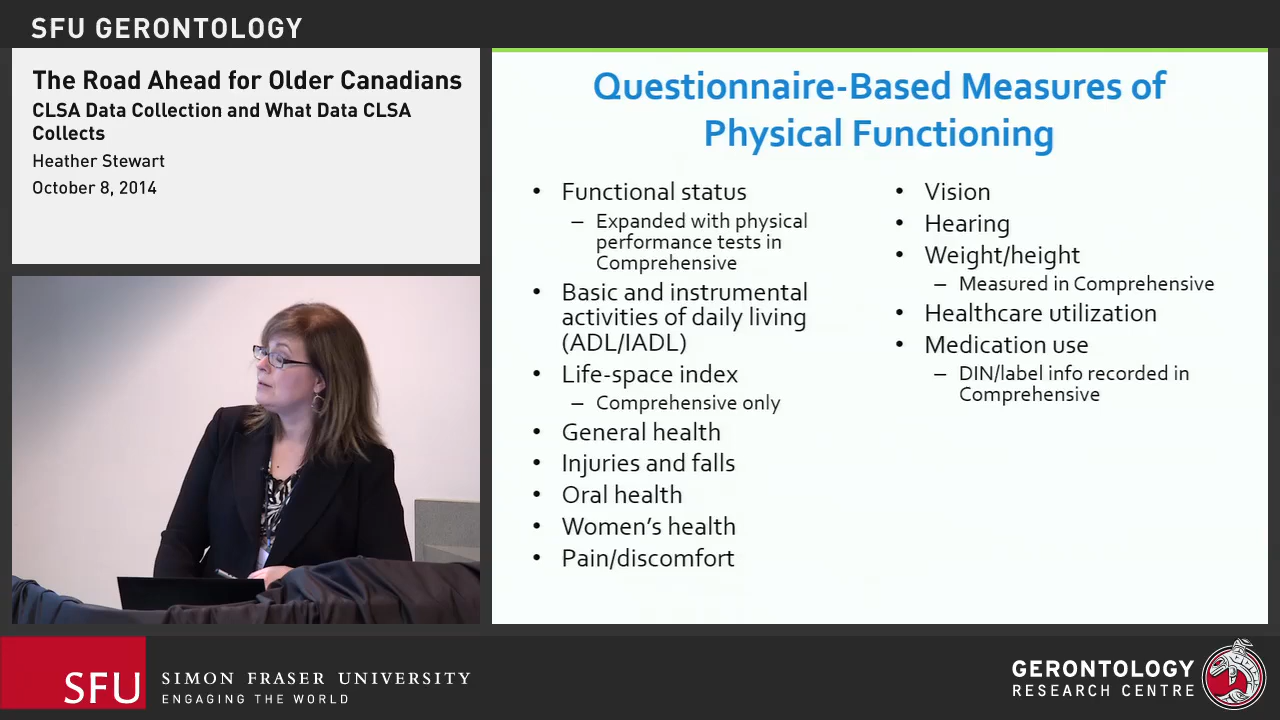 SFU GERONTOLOGY
The Road Ahead for Older Canadians
CLSA Data Collection and What Data CLSA
Collects
Heather Stewart
October 8, 2014
Questionnaire-Based Measures of
Physical Functioning
• Functional status
– Expanded with physical
performance tests in
Comprehensive
• Basic and instrumental
activities of daily living
(ADL/IADL)
• Life-space index
– Comprehensive only
• General health
• Injuries and falls
• Oral health
• Women's health
• Pain/discomfort
• Vision
• Hearing
• Weight/height
– Measured in Comprehensive
• Healthcare utilization
• Medication use
– DIN/label info recorded in
Comprehensive
SFU
SIMON FRASER UNIVERSITY
ENGAGING THE WORLD
GERONTOLOGY
RESEARCH CENTRE